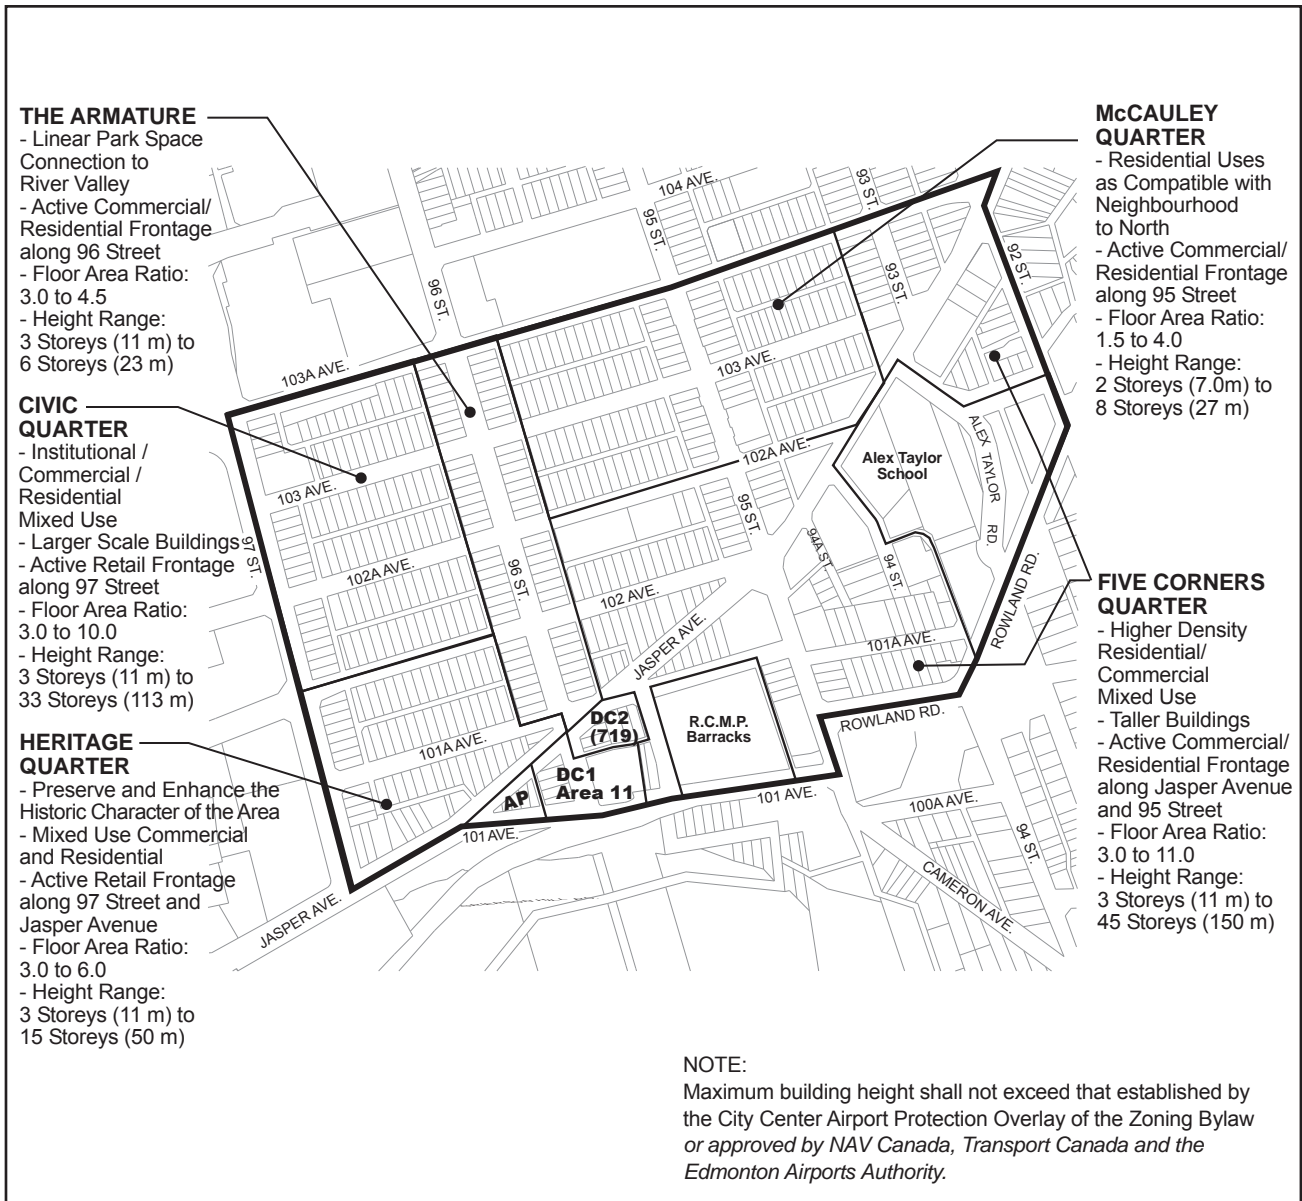 THE ARMATURE
- Linear Park Space
Connection to
River Valley
- Active Commercial/
Residential Frontage
along 96 Street
- Floor Area Ratio:
3.0 to 4.5
- Height Range:
3 Storeys (11 m) to
6 Storeys (23 m)
CIVIC
QUARTER
- Institutional /
Commercial /
Residential
Mixed Use
- Larger Scale Buildings
- Active Retail Frontage
along 97 Street
- Floor Area Ratio:
3.0 to 10.0
- Height Range:
3 Storeys (11 m) to
33 Storeys (113 m)
HERITAGE
QUARTER
- Preserve and Enhance the
Historic Character of the Area
- Mixed Use Commercial
and Residential
- Active Retail Frontage
along 97 Street and
Jasper Avenue
- Floor Area Ratio:
3.0 to 6.0
- Height Range:
3 Storeys (11 m) to
15 Storeys (50 m)
104 AVE.
93 ST.
95 ST.
92 ST.
93 ST.
96 ST.
103A AVE.
103 AVE.
ALEX TAYLOR RD.
102A AVE.
Alex Taylor
School
103 AVE.
95 ST.
97 ST.
94A ST.
102A AVE.
96 ST.
94 ST.
102 AVE.
ROWLAND RD.
JASPER AVE.
101A AVE.
DC2
(719)
R.C.M.P.
Barracks
ROWLAND RD.
101A AVE.
DC1
Area 11
AP
101 AVE.
100A AVE.
101 AVE.
94 ST.
CAMERON AVE.
JASPER AVE.
McCAULEY
QUARTER
- Residential Uses
as Compatible with
Neighbourhood
to North
- Active Commercial/
Residential Frontage
along 95 Street
- Floor Area Ratio:
1.5 to 4.0
- Height Range:
2 Storeys (7.0m) to
8 Storeys (27 m)
FIVE CORNERS
QUARTER
- Higher Density
Residential/
Commercial
Mixed Use
- Taller Buildings
- Active Commercial/
Residential Frontage
along Jasper Avenue
and 95 Street
- Floor Area Ratio:
3.0 to 11.0
- Height Range:
3 Storeys (11 m) to
45 Storeys (150 m)
NOTE:
Maximum building height shall not exceed that established by
the City Center Airport Protection Overlay of the Zoning Bylaw
or approved by NAV Canada, Transport Canada and the
Edmonton Airports Authority.